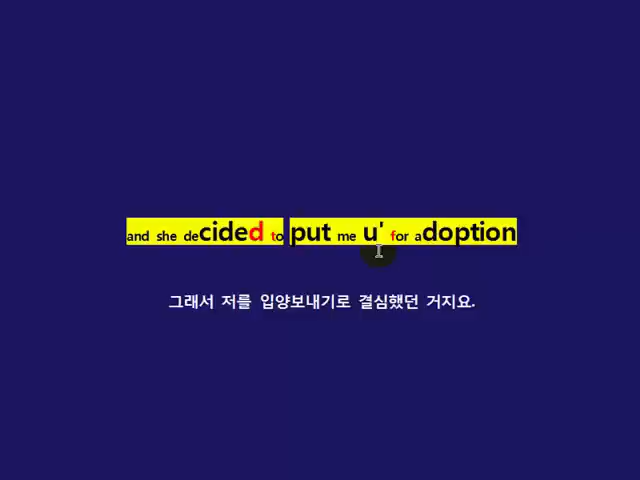 and she decided to put me u' for adoption
그래서 저를 입양보내기로 결심했던 거지요.